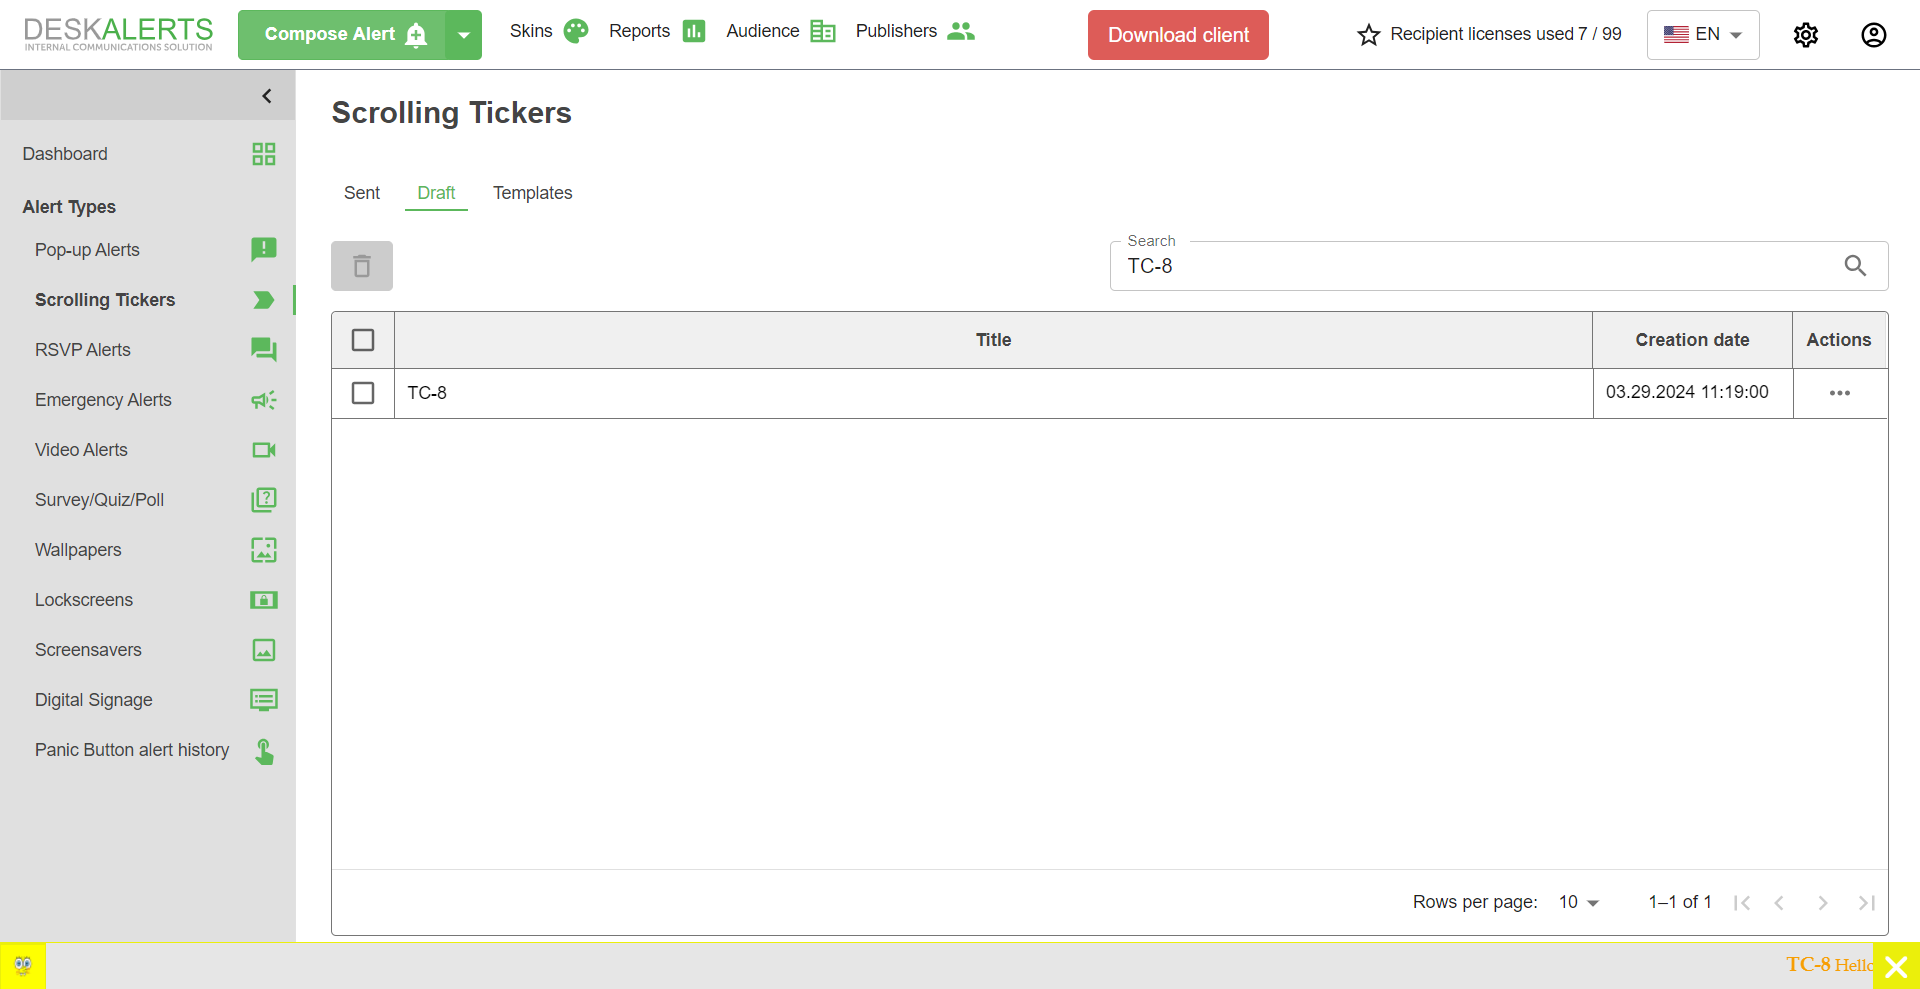 DESKALERTS
INTERNAL COMMUNICATIONS SOLUTION
Compose Alert
Skins
Reports
Audience
Publishers
Download client
Recipient licenses used 7 / 99
EN
Dashboard
Alert Types
Pop-up Alerts
Scrolling Tickers
RSVP Alerts
Emergency Alerts
Video Alerts
Survey/Quiz/Poll
Wallpapers
Lockscreens
Screensavers
Digital Signage
Panic Button alert history
Scrolling Tickers
Sent
Draft
Templates
Search
TC-8
Title
Creation date
Actions
TC-8
03.29.2024 11:19:00
Rows per page:
10
1–1 of 1
TC-8 Hello